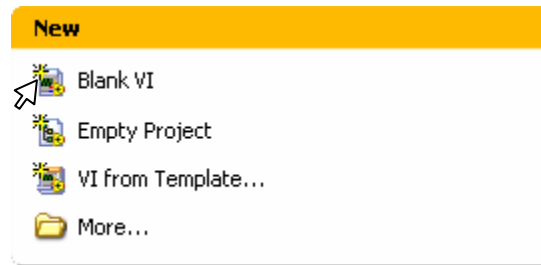 New
Blank VI
Empty Project
VI from Template...
More...